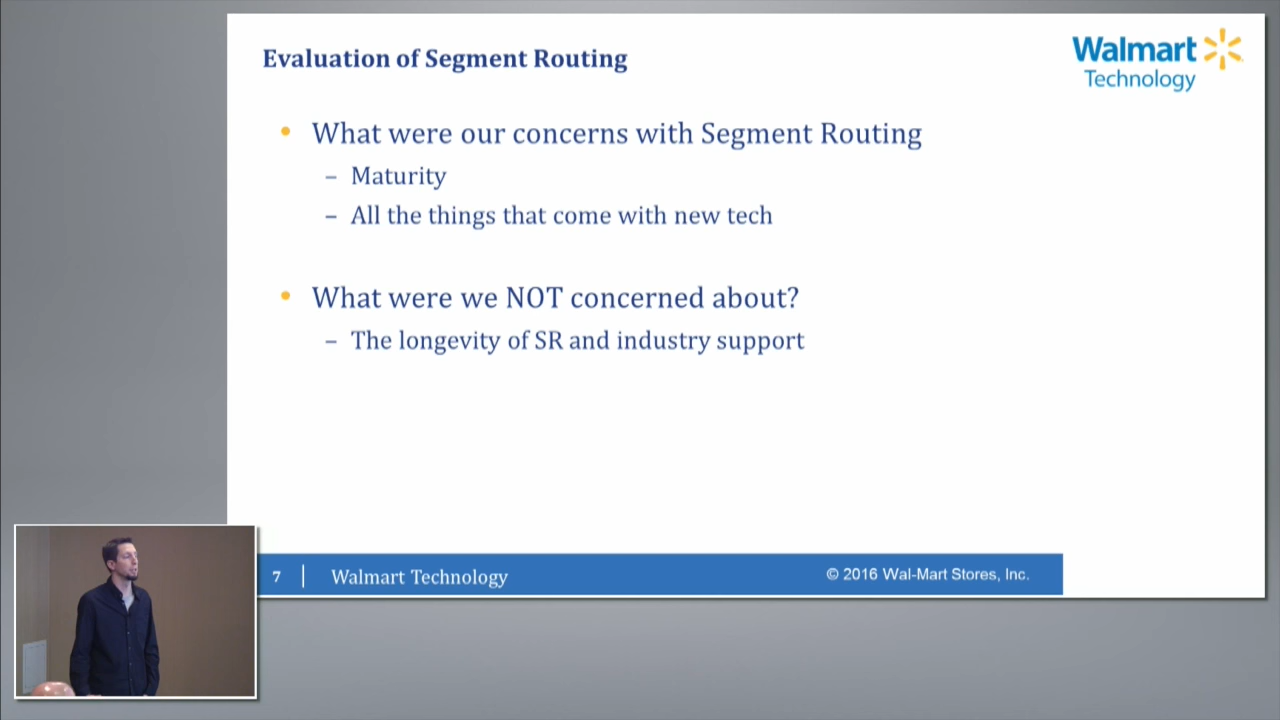 Evaluation of Segment Routing
Walmart
Technology
• What were our concerns with Segment Routing
– Maturity
– All the things that come with new tech
• What were we NOT concerned about?
– The longevity of SR and industry support
7
Walmart Technology
© 2016 Wal-Mart Stores, Inc.